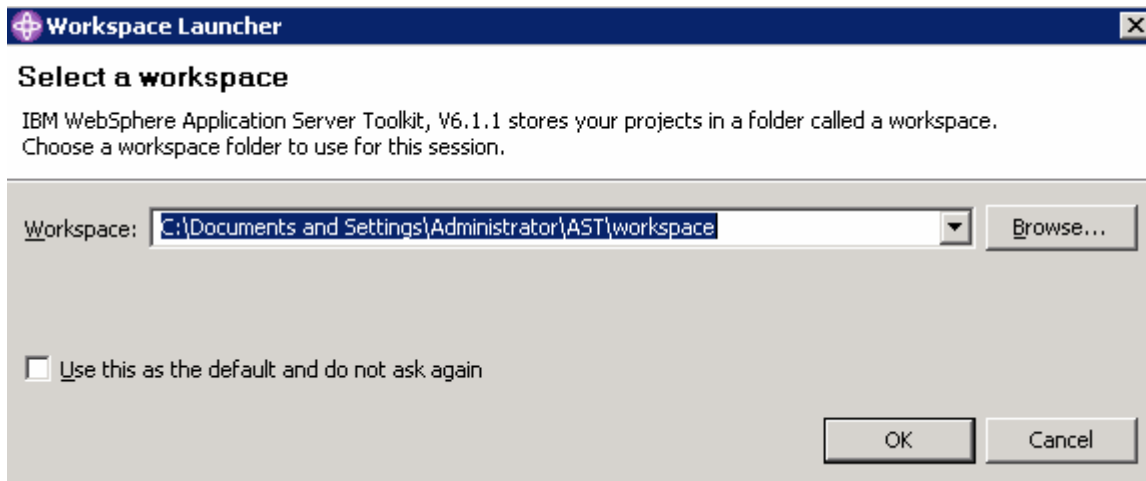 Workspace Launcher
Select a workspace
IBM WebSphere Application Server Toolkit, V6.1.1 stores your projects in a folder called a workspace.
Choose a workspace folder to use for this session.
Workspace: C:\Documents and Settings\Administrator\AST\workspace Browse...
Use this as the default and do not ask again
OK Cancel